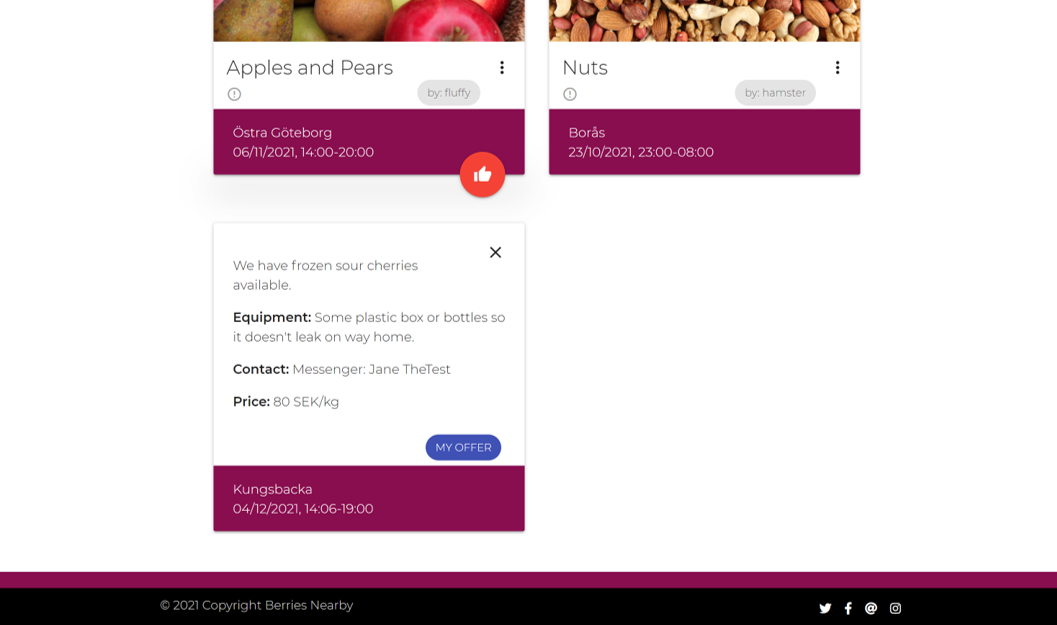 Apples and Pears
by: fluffy
Östra Göteborg
06/11/2021, 14:00-20:00
Nuts
by: hamster
Borås
23/10/2021, 23:00-08:00
We have frozen sour cherries
available.
Equipment: Some plastic box or bottles so
it doesn't leak on way home.
Contact: Messenger: Jane TheTest
Price: 80 SEK/kg
MY OFFER
Kungsbacka
04/12/2021, 14:06-19:00
© 2021 Copyright Berries Nearby